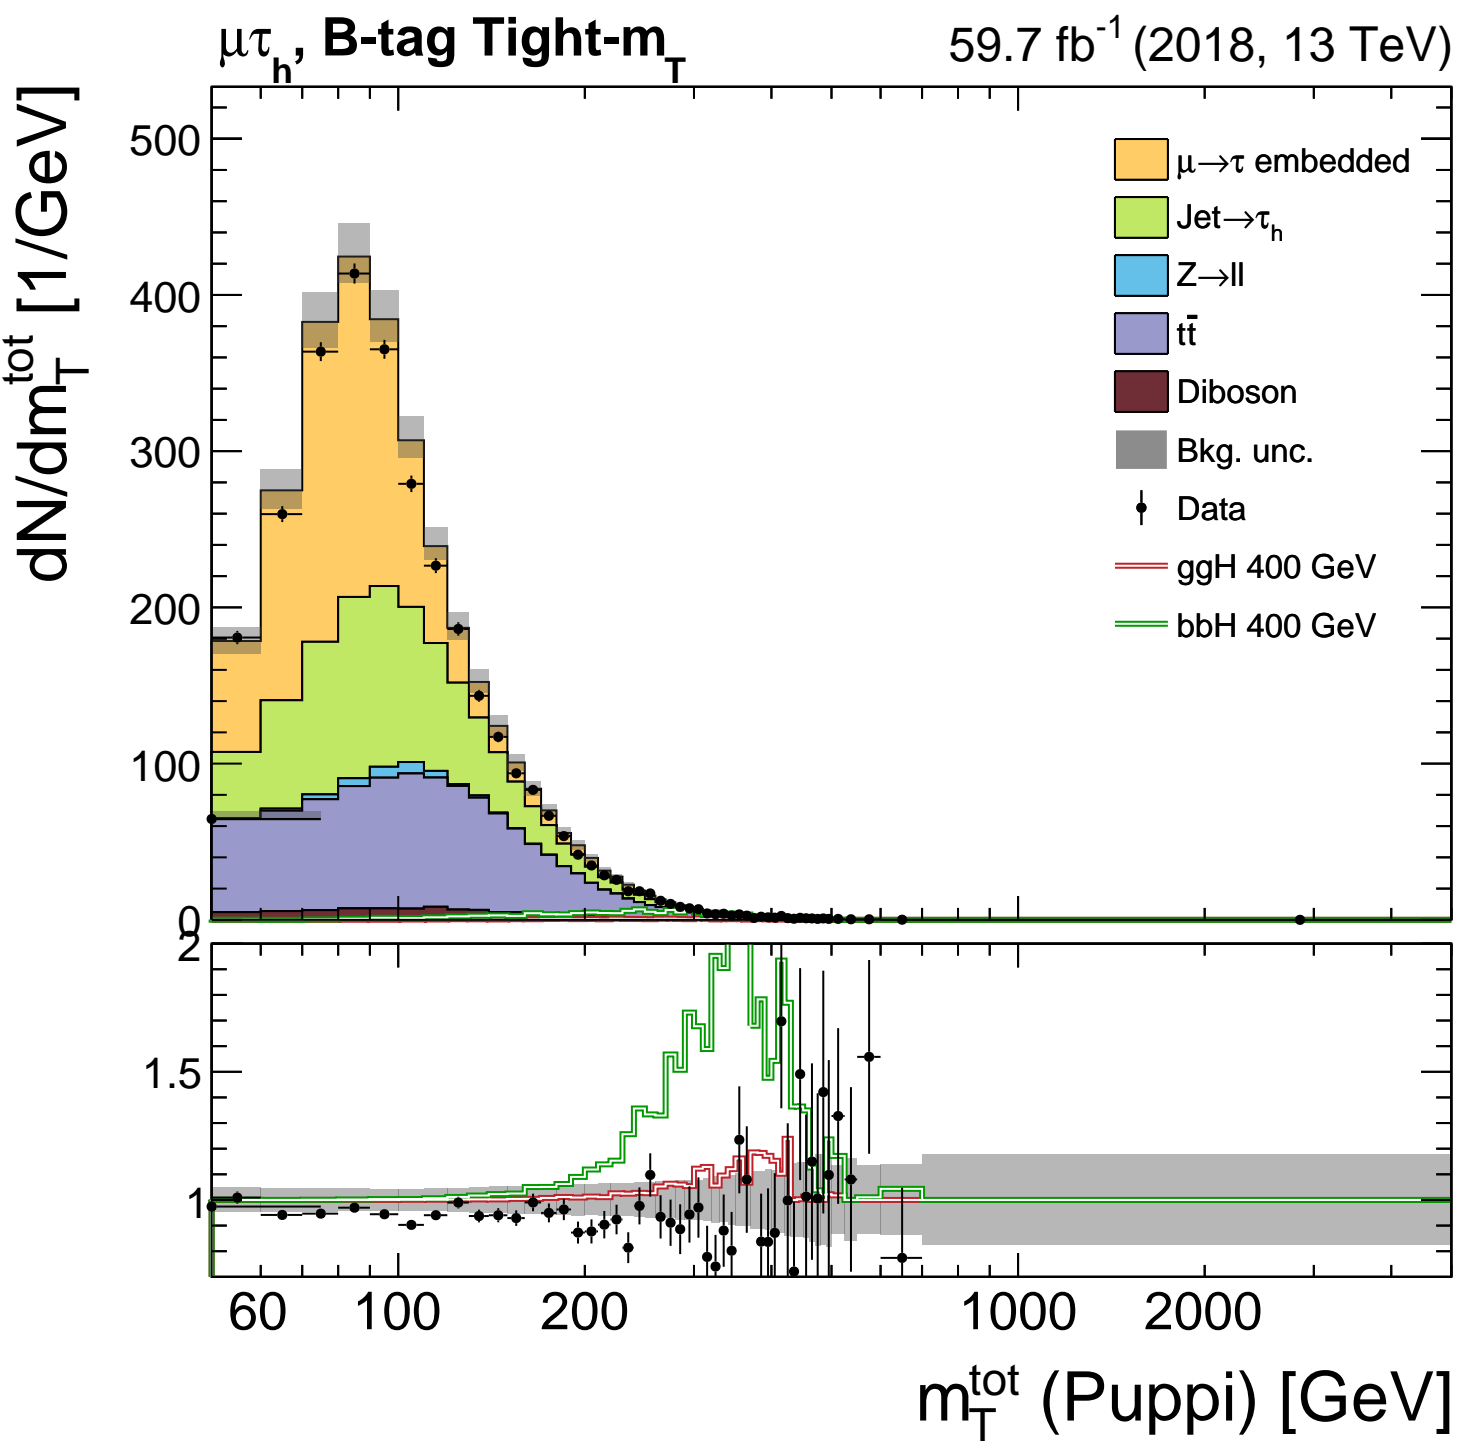 μτh, B-tag Tight-mT
59.7 fb-1 (2018, 13 TeV)
dN/dmTtot [1/GeV]
500
400
300
200
100
0
μ→τ embedded
Jet→τh
Z→ll
tt̄
Diboson
Bkg. unc.
Data
ggH 400 GeV
bbH 400 GeV
2
1.5
1
60 100 200 1000 2000
mTtot (Puppi) [GeV]